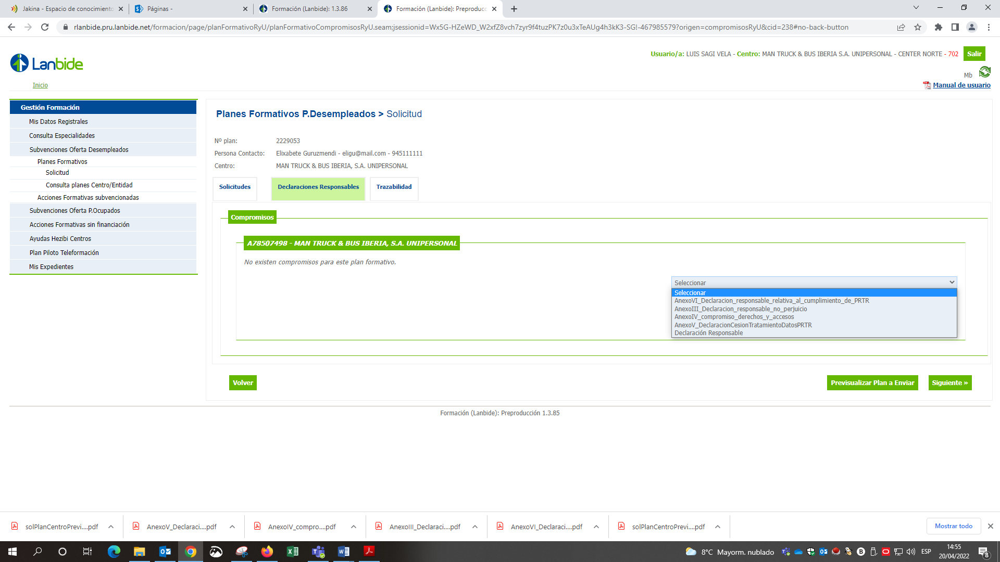 Jakina - Espacio de conocimiento
Páginas -
Formación (Lanbide): 1.3.86
Formación (Lanbide): Preproducc
rlanbide.pru.lanbide.net/formacion/page/planFormativoRyU/planFormativoCompromisosRyU.seam;jsessionid=Wx5G-HZeWD_W2xfZ8vch7zyr9f4tuzPK7z0u3xTeAUg4h3kK3-SG!-467985579?origen=compromisosRyU&cid=238#no-back-button
Lanbide
Usuario/a: LUIS SAGI VELA - Centro: MAN TRUCK & BUS IBERIA S.A. UNIPERSONAL - CENTER NORTE - 702
Salir
Mb
Inicio
Manual de usuario
Gestión Formación
Mis Datos Registrales
Consulta Especialidades
Subvenciones Oferta Desempleados
Planes Formativos
Solicitud
Consulta planes Centro/Entidad
Acciones Formativas subvencionadas
Subvenciones Oferta P.Ocupados
Acciones Formativas sin financiación
Ayudas Hezibi Centros
Plan Piloto Teleformación
Mis Expedientes
Planes Formativos P.Desempleados > Solicitud
Nº plan: 2229053
Persona Contacto: Elixabete Guruzmendi - eligu@mail.com - 945111111
Centro: MAN TRUCK & BUS IBERIA, S.A. UNIPERSONAL
Solicitudes
Declaraciones Responsables
Trazabilidad
Compromisos
A78507498 - MAN TRUCK & BUS IBERIA, S.A. UNIPERSONAL
No existen compromisos para este plan formativo.
Seleccionar
Seleccionar
AnexoVI_Declaracion_responsable_relativa_al_cumplimiento_de_PRTR
AnexoIII_Declaracion_responsable_no_perjuicio
AnexoIV_compromiso_derechos_y_accesos
AnexoV_DeclaracionCesionTratamientoDatosPRTR
Declaración Responsable
Volver
Previsualizar Plan a Enviar
Siguiente »
Formación (Lanbide): Preproducción 1.3.85
solPlanCentroPrevi....pdf
AnexoV_Declaraci....pdf
AnexoIV_compro....pdf
AnexoIII_Declaraci....pdf
AnexoVI_Declaraci....pdf
solPlanCentroPrevi....pdf
Mostrar todo
8°C Mayorm. nublado
ESP
14:55
20/04/2022
8